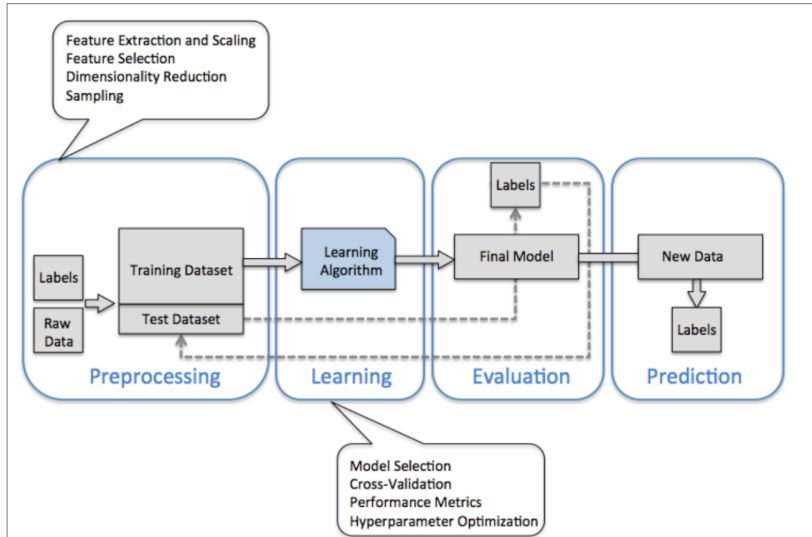 Feature Extraction and Scaling
Feature Selection
Dimensionality Reduction
Sampling
Labels
Raw
Data
Training Dataset
Test Dataset
Preprocessing
Learning
Algorithm
Learning
Labels
Final Model
Evaluation
New Data
Labels
Prediction
Model Selection
Cross-Validation
Performance Metrics
Hyperparameter Optimization